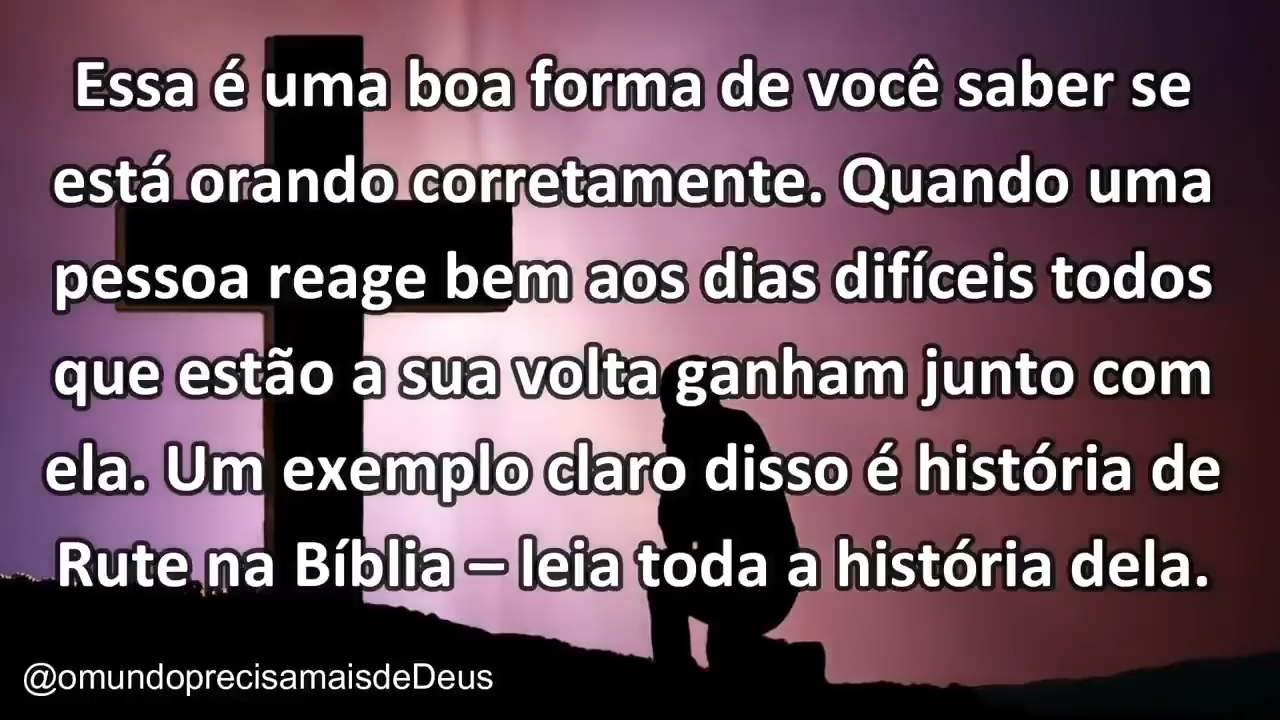 Essa é uma boa forma de você saber se
está orando corretamente. Quando uma
pessoa reage bem aos dias difíceis todos
que estão a sua volta ganham junto com
ela. Um exemplo claro disso é história de
Rute na Bíblia – leia toda a história dela.
@omundoprecisamaisdeDeus